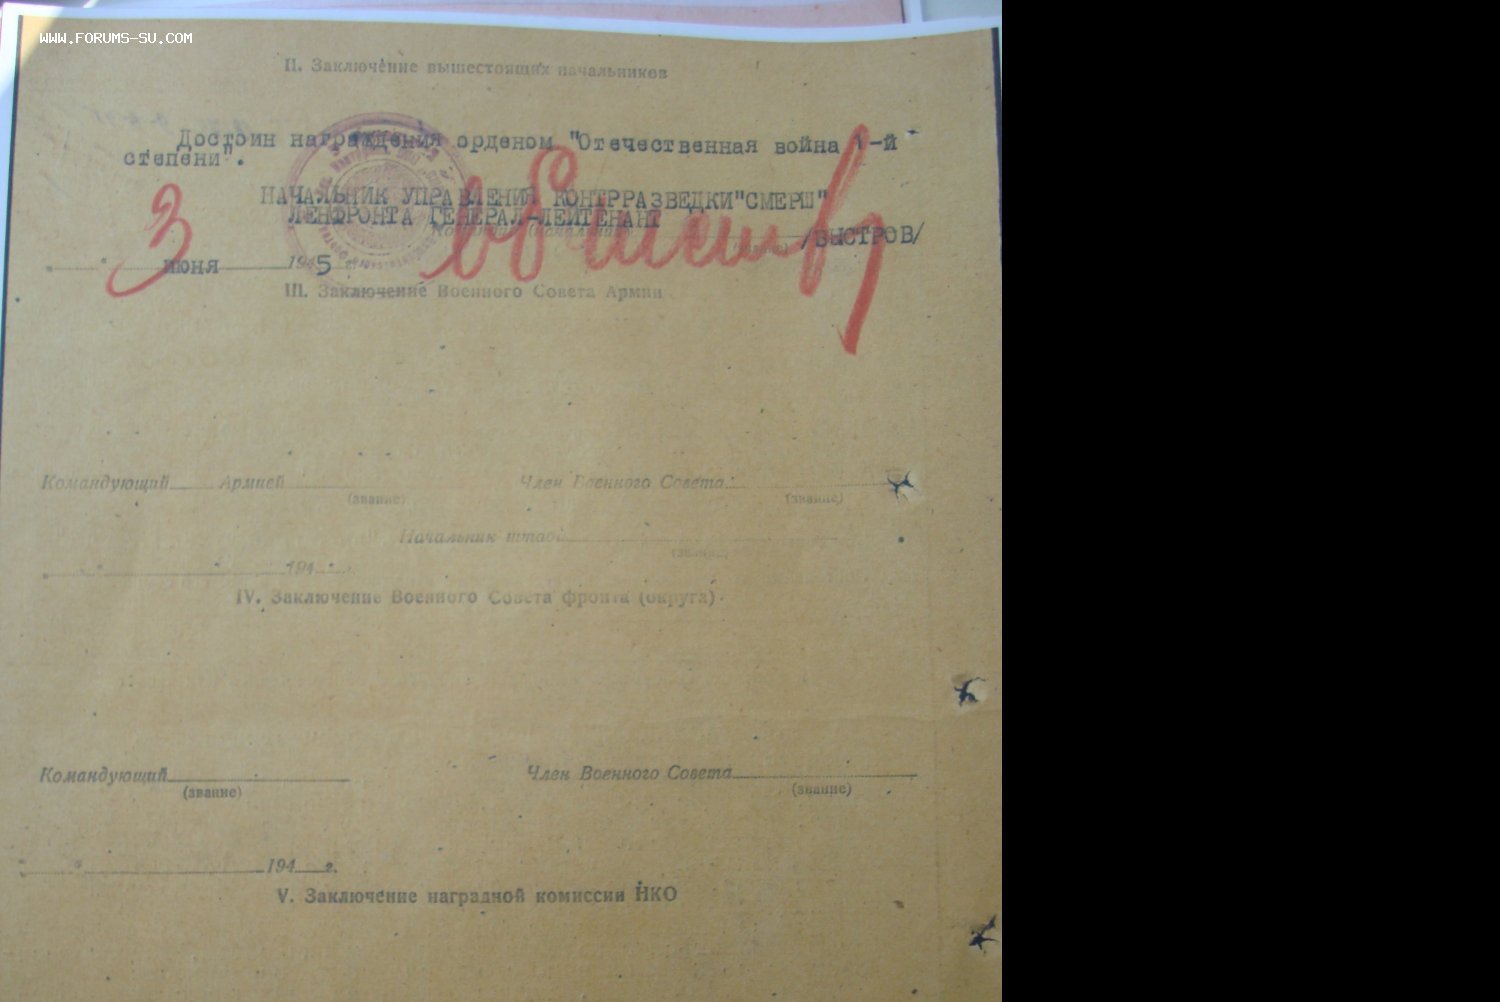 WWW.FORUMS-SU.COM
II. Заключение вышестоящих начальников
Достоин награждения орденом "Отечественная война 1-й
степени".
НАЧАЛЬНИК УПРАВЛЕНИЯ КОНТРРАЗВЕДКИ"СМЕРШ"
ЛЕНФРОНТА ГЕНЕРАЛ-ЛЕЙТЕНАНТ
/БЫСТРОВ/
3 июня 1945 г.
III. Заключение Военного Совета Армии
Командующий Армией Член Военного Совета
(звание) (звание)
Начальник штаба
(звание)
194
IV. Заключение Военного Совета фронта (округа)
Командующий Член Военного Совета
(звание) (звание)
194 г.
V. Заключение наградной комиссии НКО